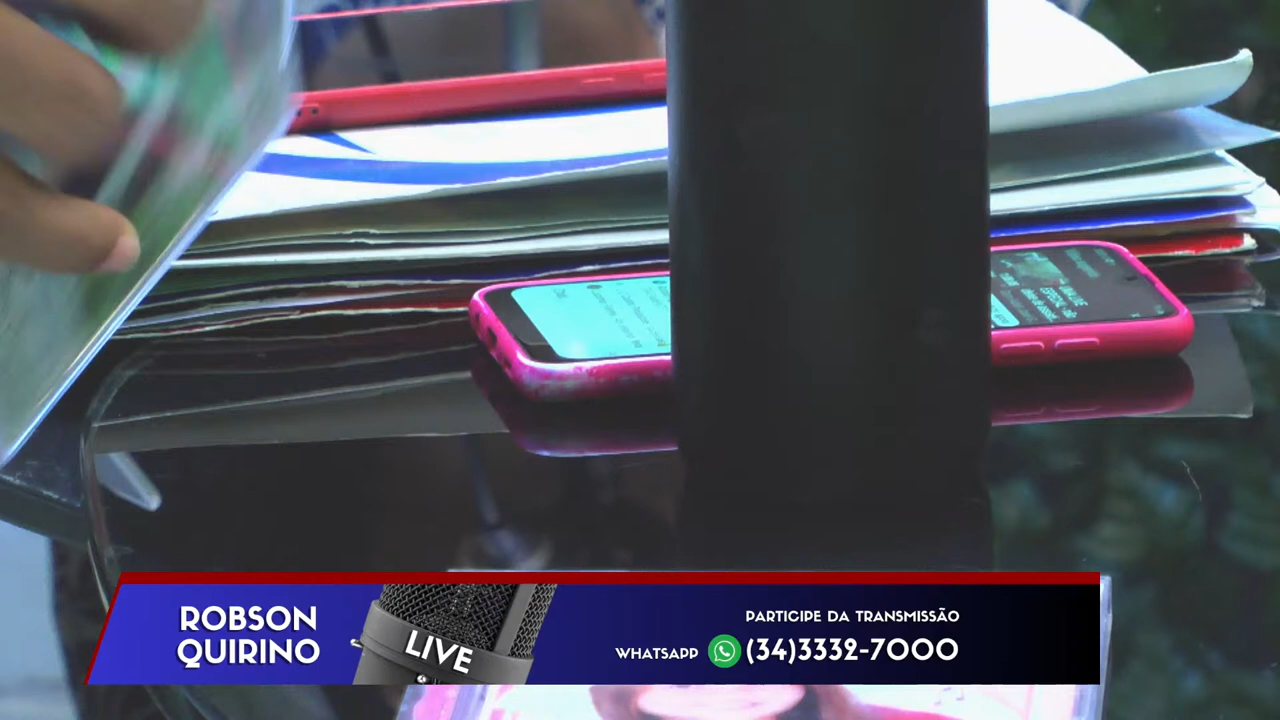 ROBSON
QUIRINO
LIVE
PARTICIPE DA TRANSMISSÃO
WHATSAPP (34)3332-7000